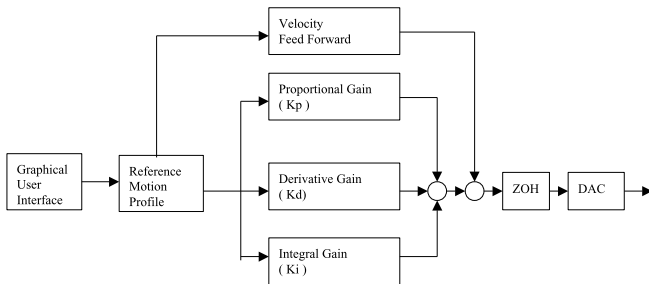 Velocity
Feed Forward
Proportional Gain
( Kp )
Graphical
User
Interface
Reference
Motion
Profile
Derivative Gain
( Kd)
ZOH
DAC
Integral Gain
( Ki )